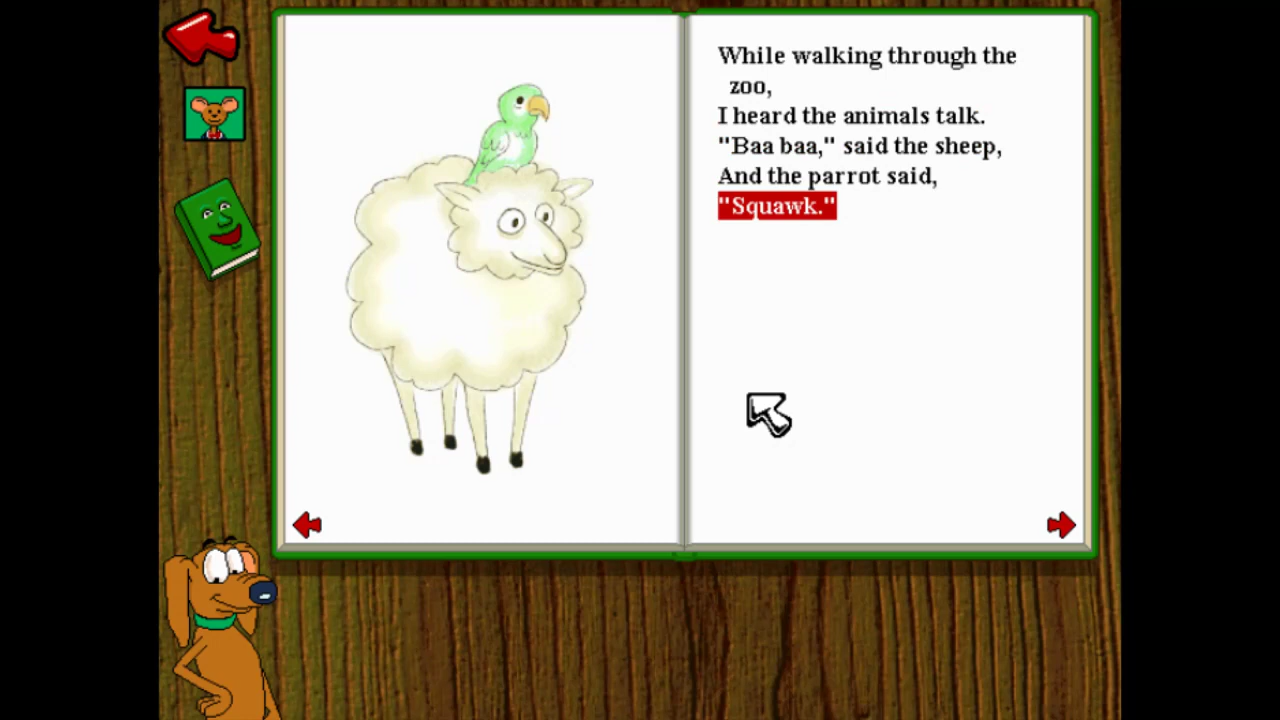 While walking through the
zoo,
I heard the animals talk.
"Baa baa," said the sheep,
And the parrot said,
"Squawk."